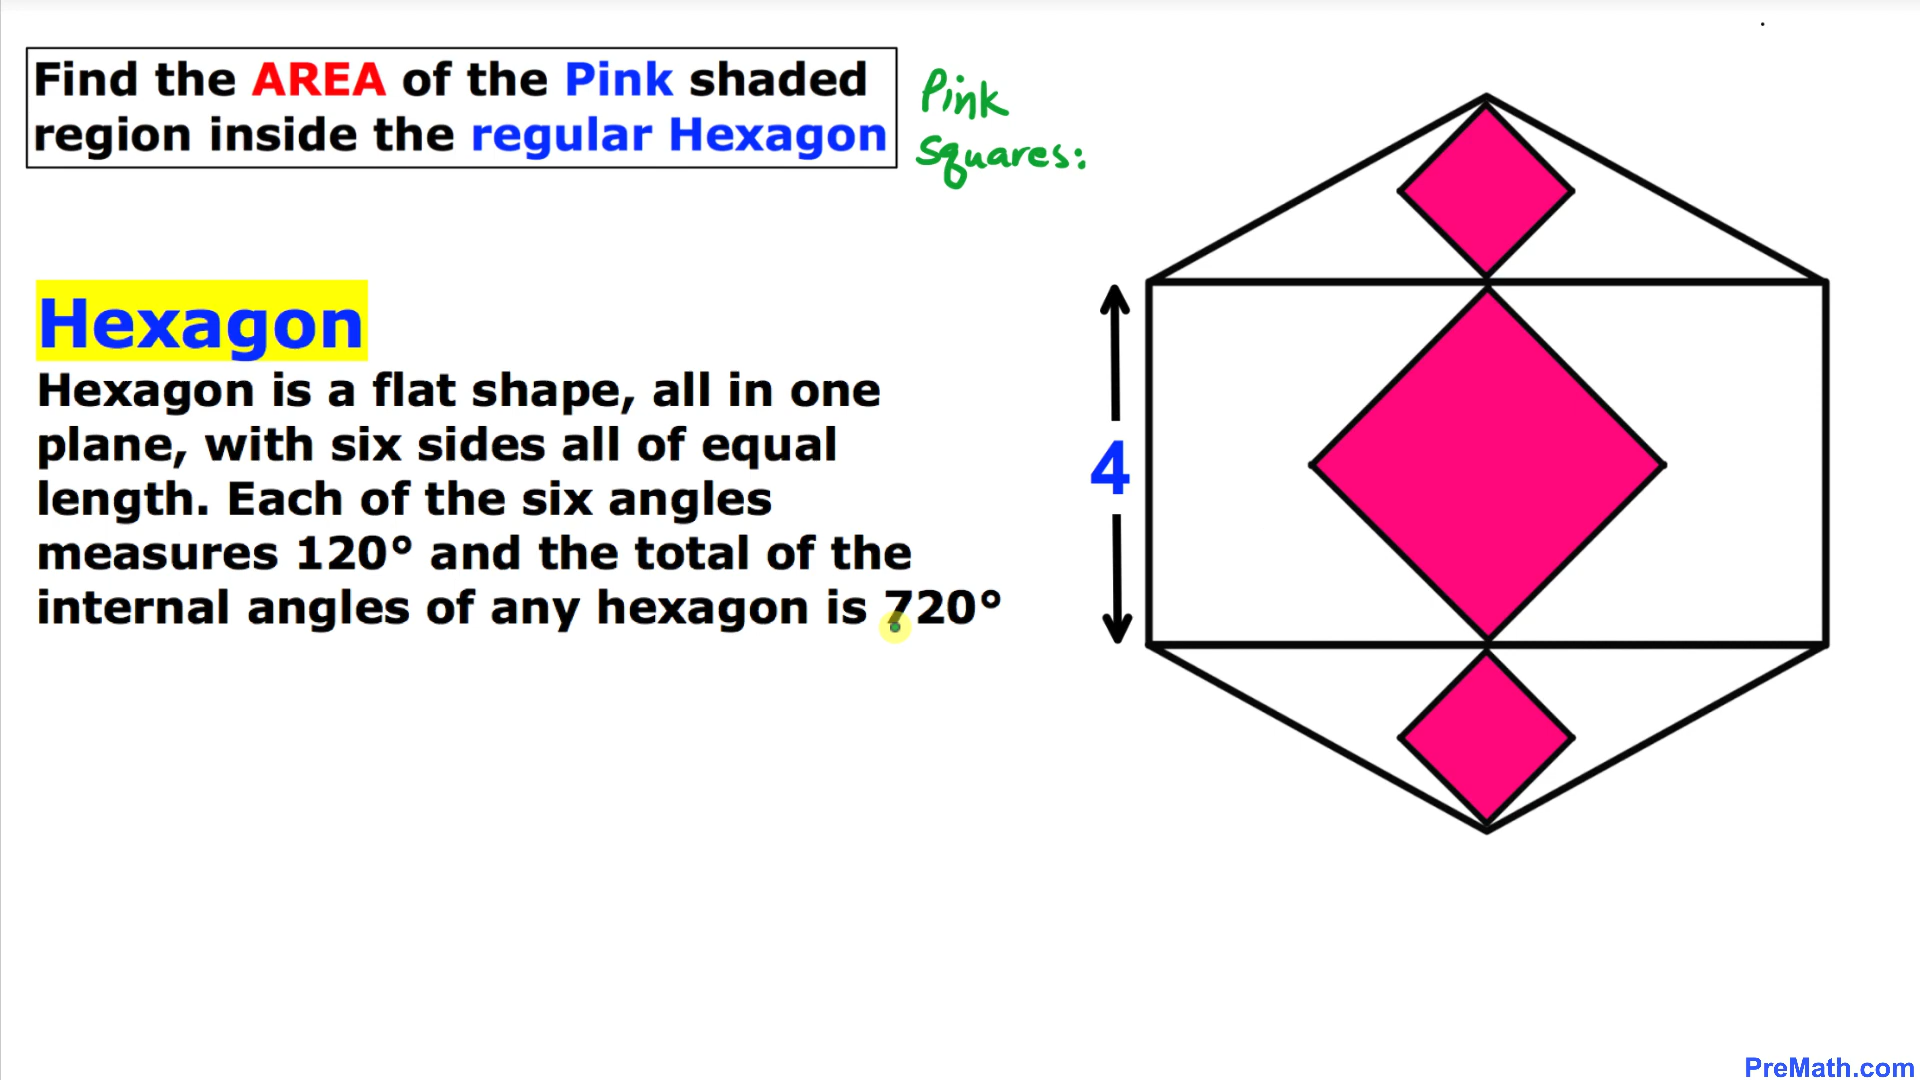 Find the AREA of the Pink shaded
region inside the regular Hexagon
Pink
Squares:
Hexagon
Hexagon is a flat shape, all in one
plane, with six sides all of equal
length. Each of the six angles
measures 120° and the total of the
internal angles of any hexagon is 720°
4
PreMath.com